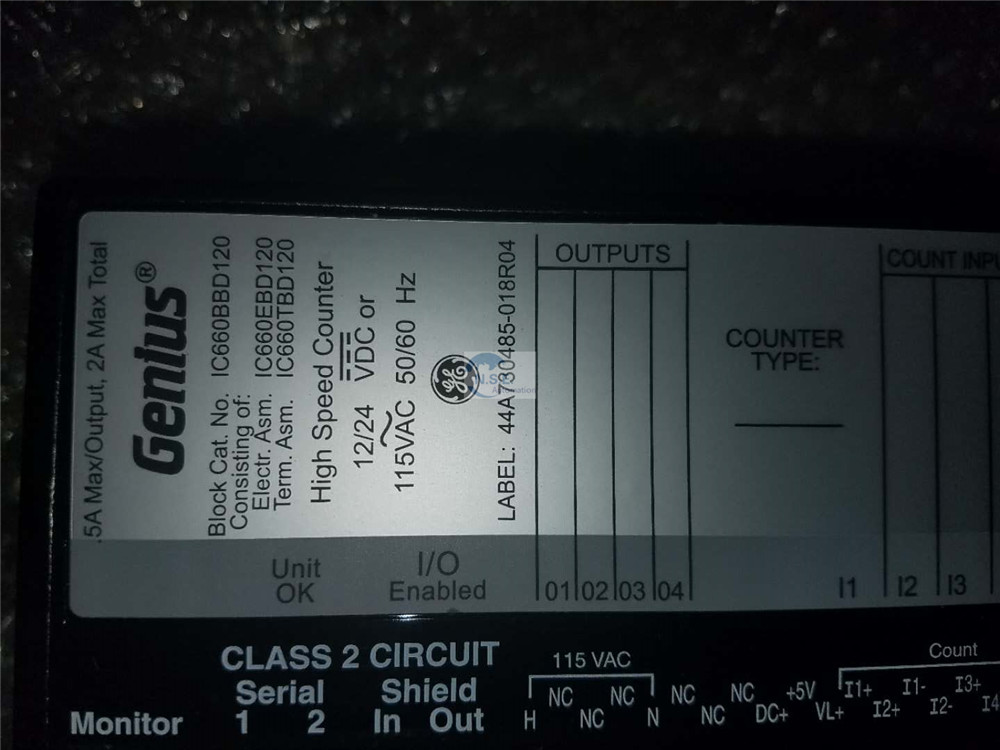 .5A Max/Output, 2A Max Total
Genius®
Block Cat. No. IC660BBD120
Consisting of:
Electr. Asm. IC660EBD120
Term. Asm. IC660TBD120
High Speed Counter
12/24 VDC or
115VAC 50/60 Hz
GE
N.S.E.
Automation
LABEL: 44A730485-018R04
Unit
OK
I/O
Enabled
OUTPUTS
01 02 03 04
COUNTER
TYPE:
COUNT INPU
I1 I2 I3
CLASS 2 CIRCUIT
Serial Shield
Monitor 1 2 In Out
115 VAC
H NC NC NC N NC NC NC DC+ +5V VL+
Count
I1+ I2+ I1- I2- I3+ I4